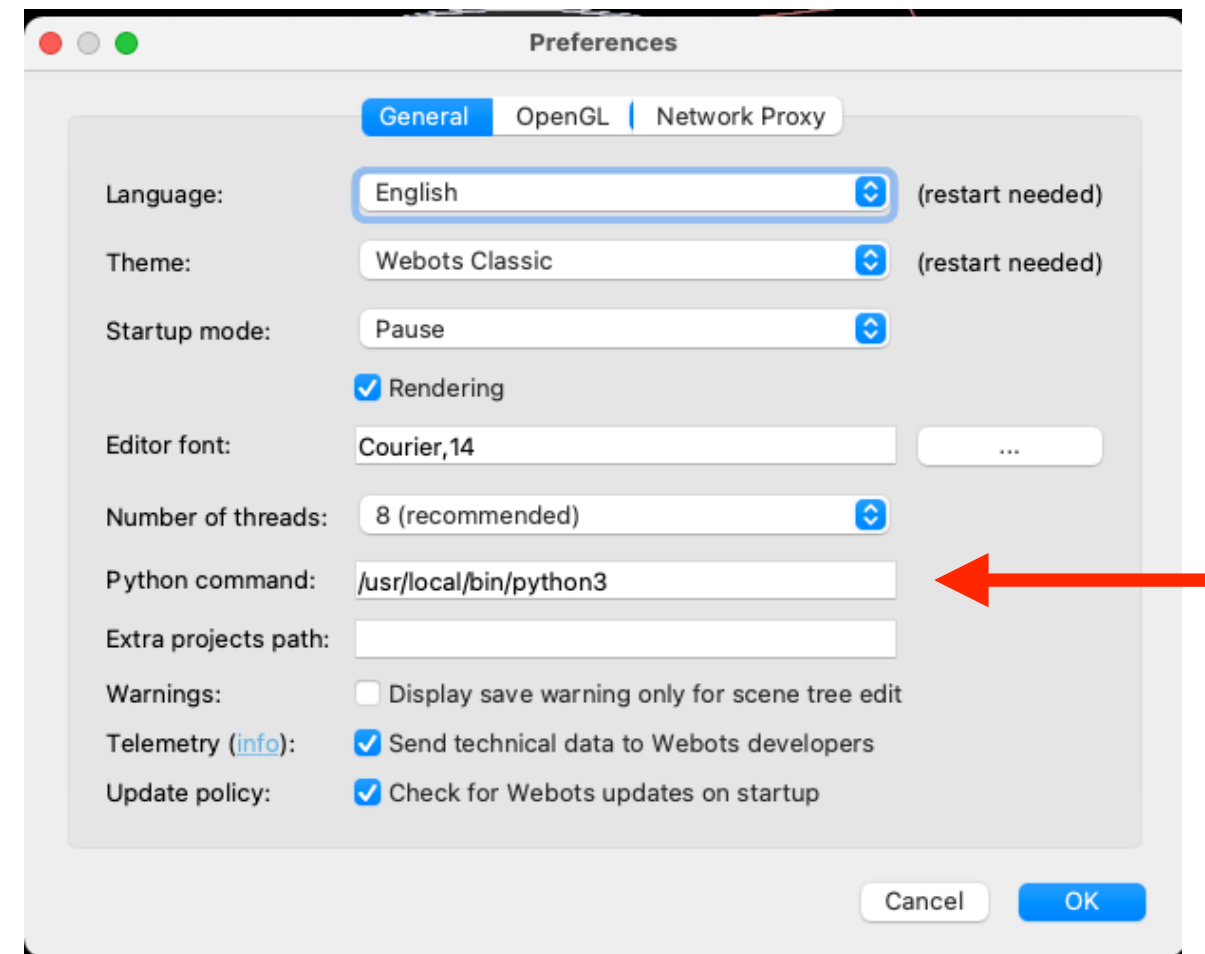 Preferences
General OpenGL Network Proxy
Language: English (restart needed)
Theme: Webots Classic (restart needed)
Startup mode: Pause
Rendering
Editor font: Courier,14 ...
Number of threads: 8 (recommended)
Python command: /usr/local/bin/python3
Extra projects path:
Warnings: Display save warning only for scene tree edit
Telemetry (info): Send technical data to Webots developers
Update policy: Check for Webots updates on startup
Cancel OK